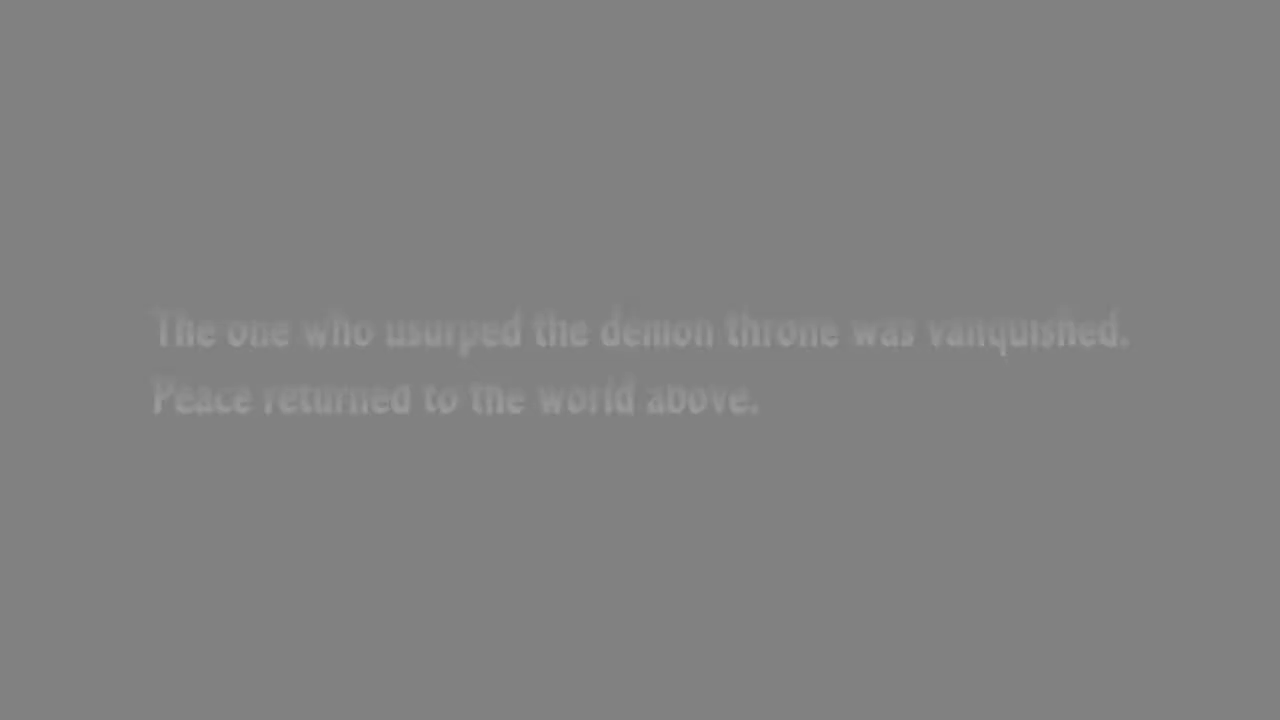 The one who usurped the demon throne was vanquished.
Peace returned to the world above.